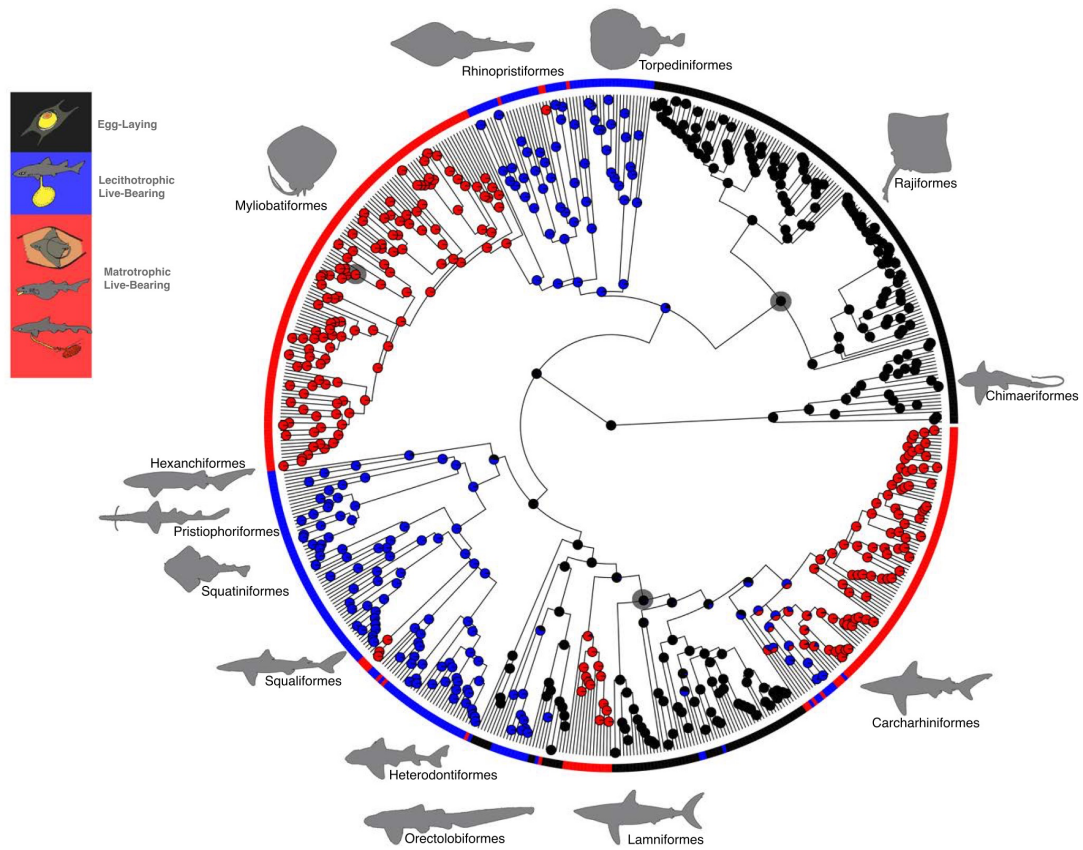 Rhinopristiformes
Torpediniformes
Egg-Laying
Lecithotrophic
Live-Bearing
Myliobatiformes
Rajiformes
Matrotrophic
Live-Bearing
Chimaeriformes
Hexanchiformes
Pristiophoriformes
Squatiniformes
Squaliformes
Carcharhiniformes
Heterodontiformes
Orectolobiformes
Lamniformes